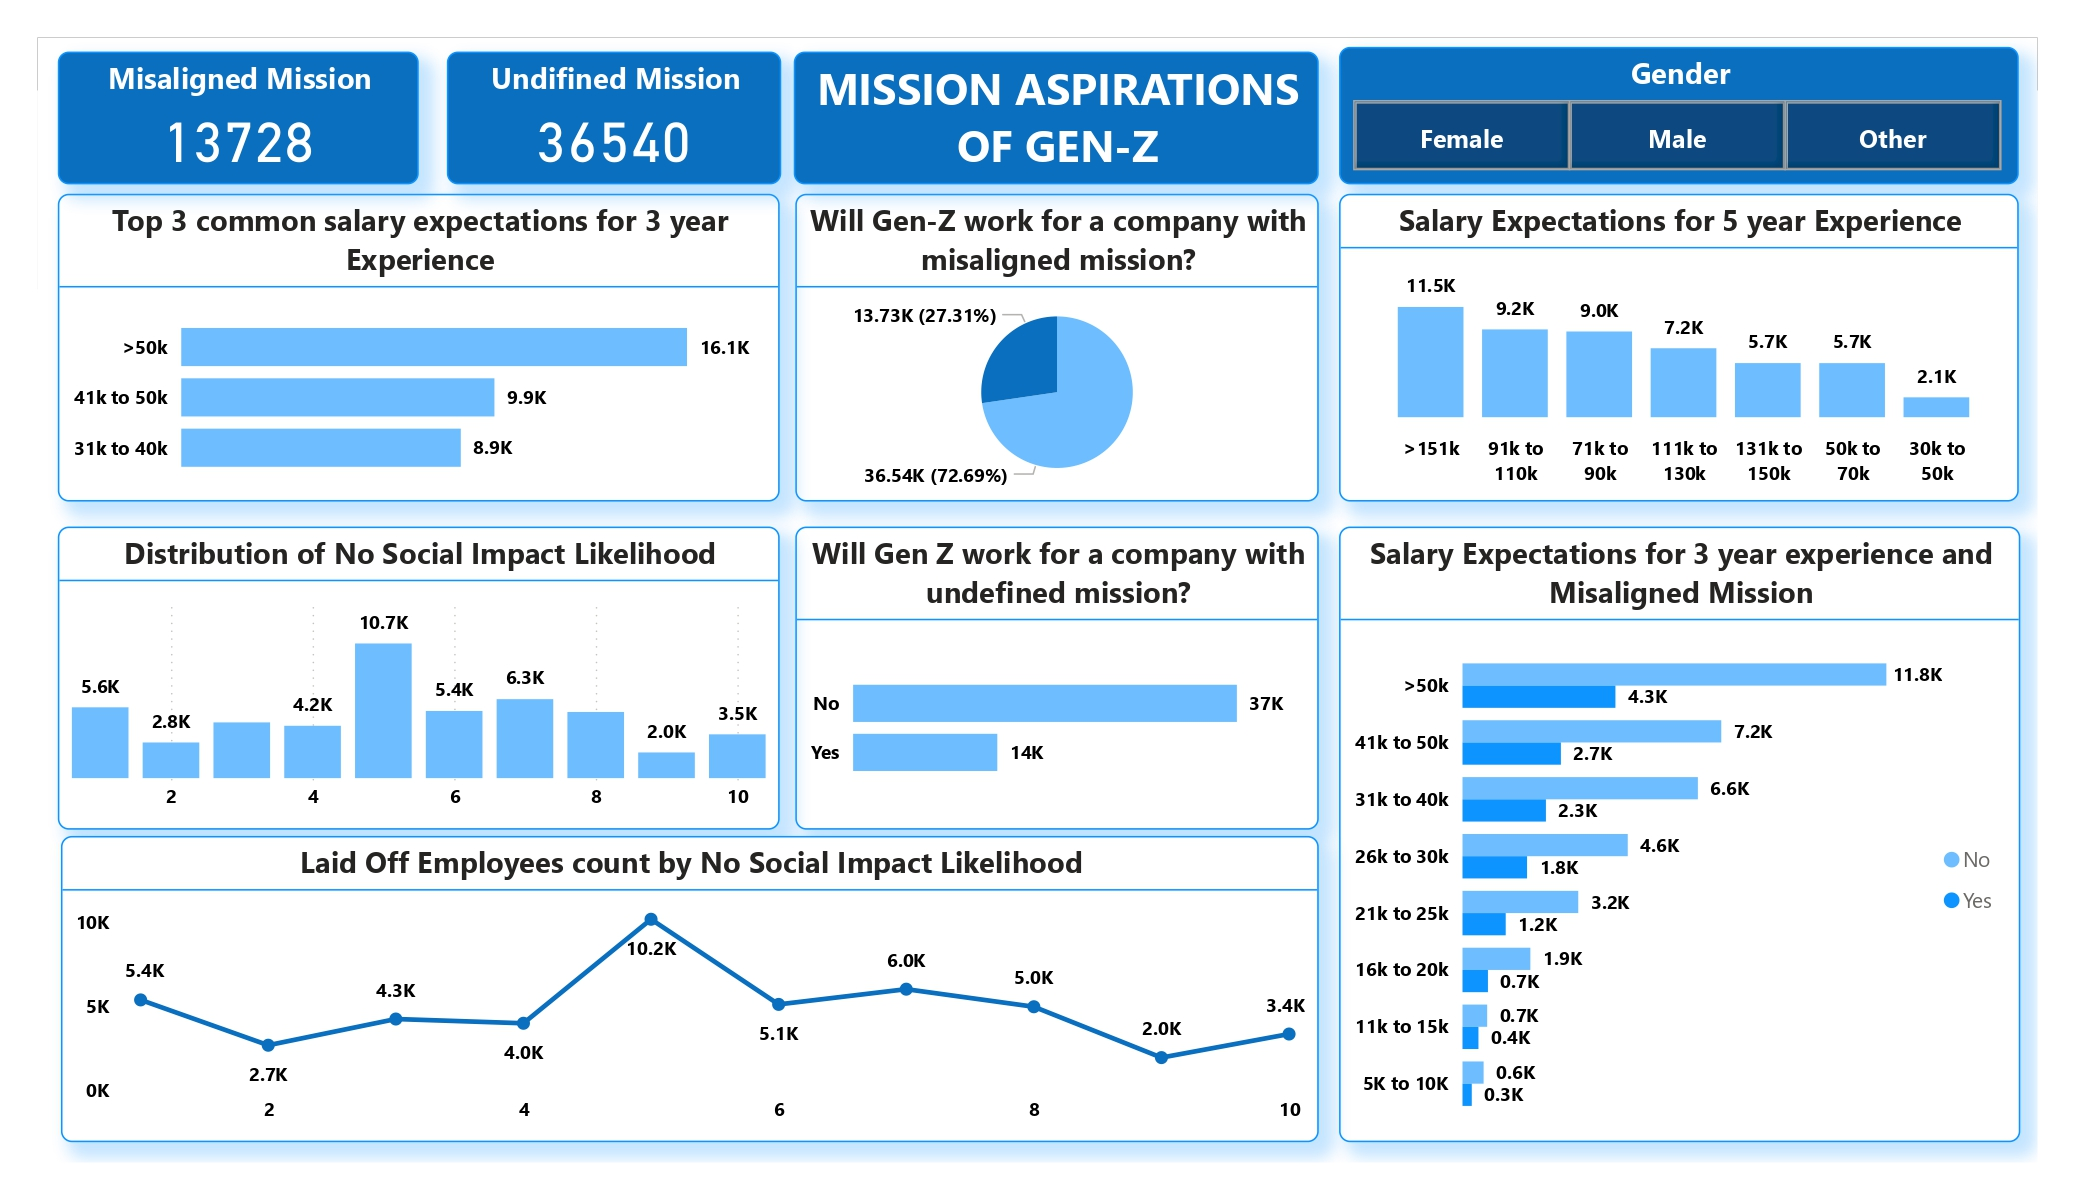 Misaligned Mission
13728
Undifined Mission
36540
MISSION ASPIRATIONS
OF GEN-Z
Gender
Female
Male
Other
Top 3 common salary expectations for 3 year
Experience
>50k
16.1K
41k to 50k
9.9K
31k to 40k
8.9K
Will Gen-Z work for a company with
misaligned mission?
13.73K (27.31%)
36.54K (72.69%)
Salary Expectations for 5 year Experience
11.5K
9.2K
9.0K
7.2K
5.7K
5.7K
2.1K
>151k
91k to
110k
71k to
90k
111k to
130k
131k to
150k
50k to
70k
30k to
50k
Distribution of No Social Impact Likelihood
5.6K
2.8K
4.2K
10.7K
5.4K
6.3K
2.0K
3.5K
2
4
6
8
10
Will Gen Z work for a company with
undefined mission?
No
37K
Yes
14K
Salary Expectations for 3 year experience and
Misaligned Mission
>50k
11.8K
4.3K
41k to 50k
7.2K
2.7K
31k to 40k
6.6K
2.3K
26k to 30k
4.6K
1.8K
21k to 25k
3.2K
1.2K
16k to 20k
1.9K
0.7K
11k to 15k
0.7K
0.4K
5K to 10K
0.6K
0.3K
No
Yes
Laid Off Employees count by No Social Impact Likelihood
10K
5K
0K
5.4K
2.7K
4.3K
4.0K
10.2K
5.1K
6.0K
5.0K
2.0K
3.4K
2
4
6
8
10